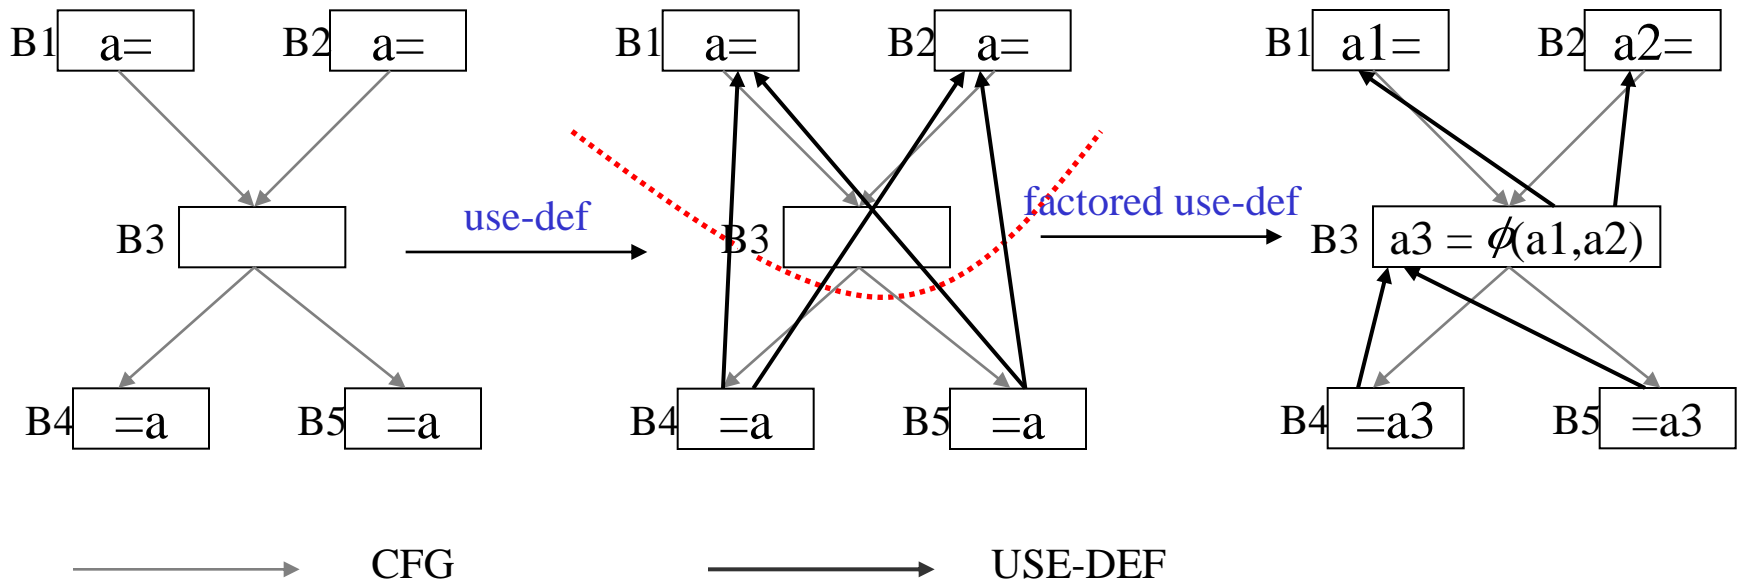 B1 a= B2 a= B1 a= B2 a= B1 a1= B2 a2=
use-def factored use-def
B3 B3 B3 a3 = ϕ(a1,a2)
B4 =a B5 =a B4 =a B5 =a B4 =a3 B5 =a3
CFG USE-DEF